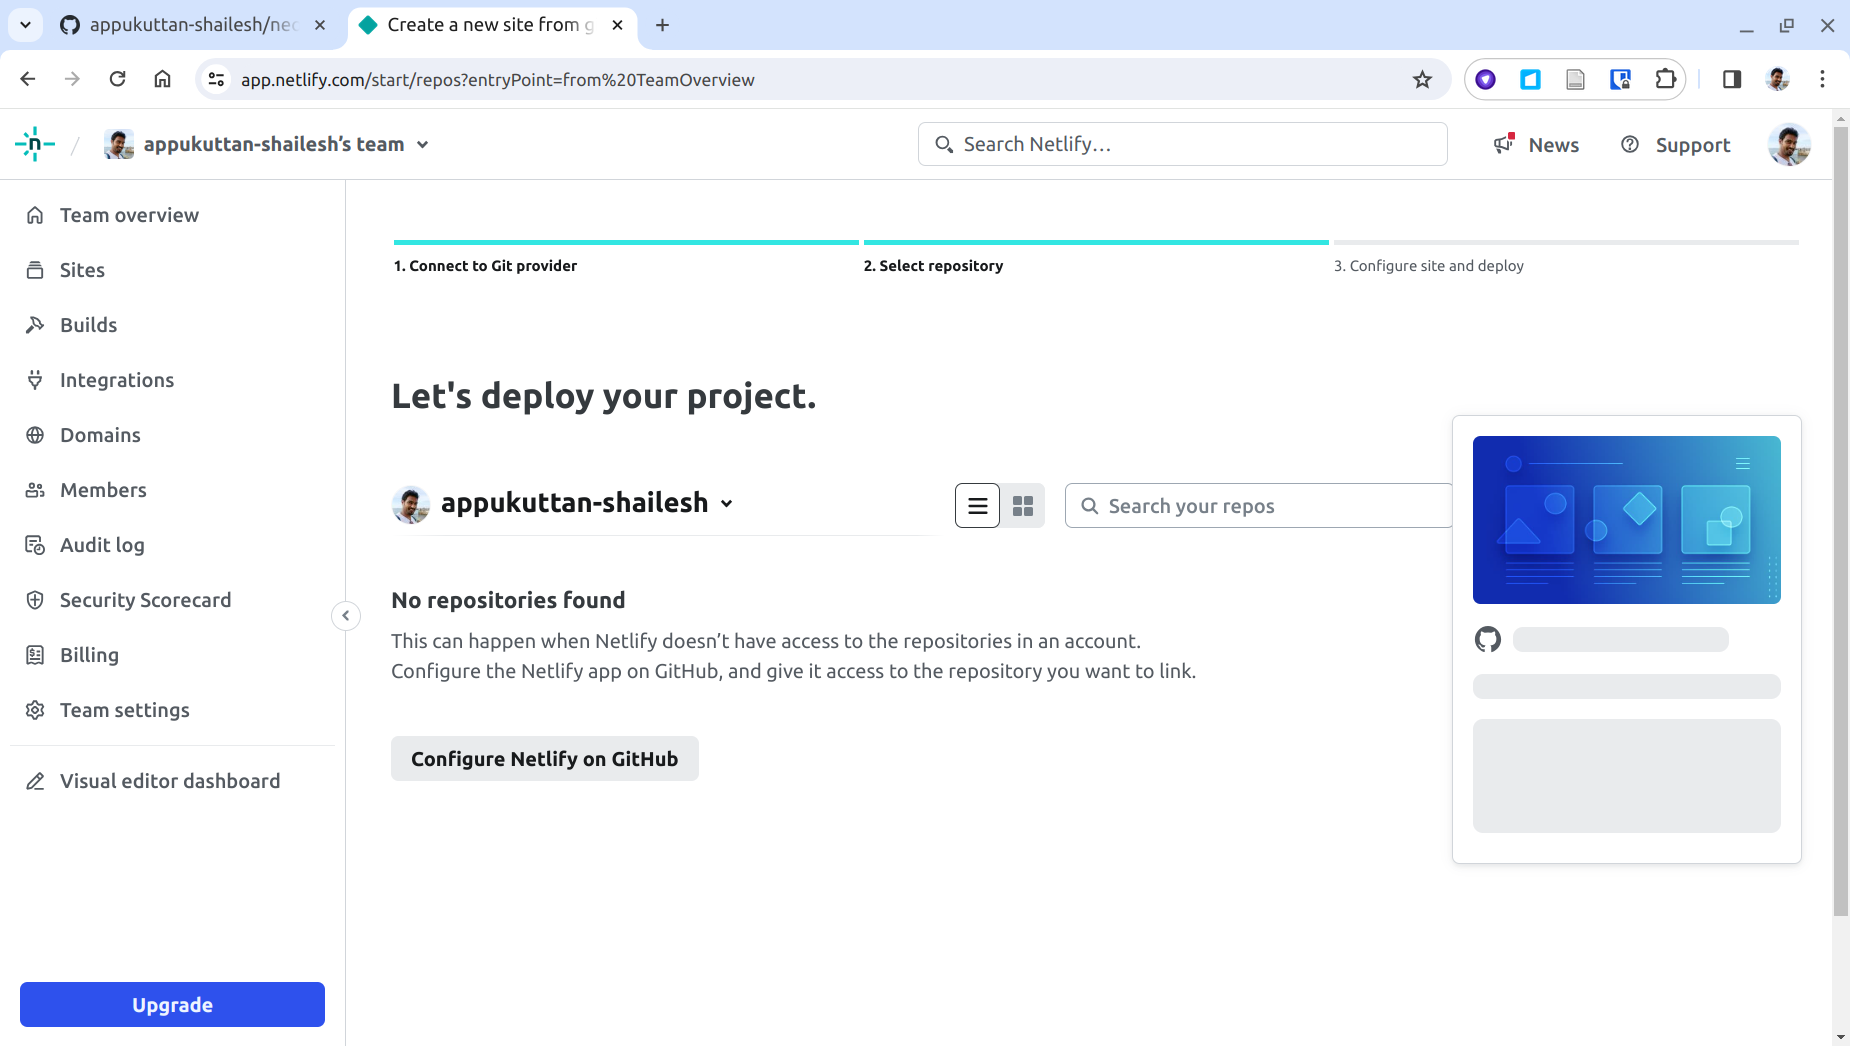 appukuttan-shailesh/nec
Create a new site from g
app.netlify.com/start/repos?entryPoint=from%20TeamOverview
n / appukuttan-shailesh’s team
Search Netlify…
News
Support
Team overview
Sites
Builds
Integrations
Domains
Members
Audit log
Security Scorecard
Billing
Team settings
Visual editor dashboard
Upgrade
1. Connect to Git provider
2. Select repository
3. Configure site and deploy
Let's deploy your project.
appukuttan-shailesh
Search your repos
No repositories found
This can happen when Netlify doesn’t have access to the repositories in an account.
Configure the Netlify app on GitHub, and give it access to the repository you want to link.
Configure Netlify on GitHub